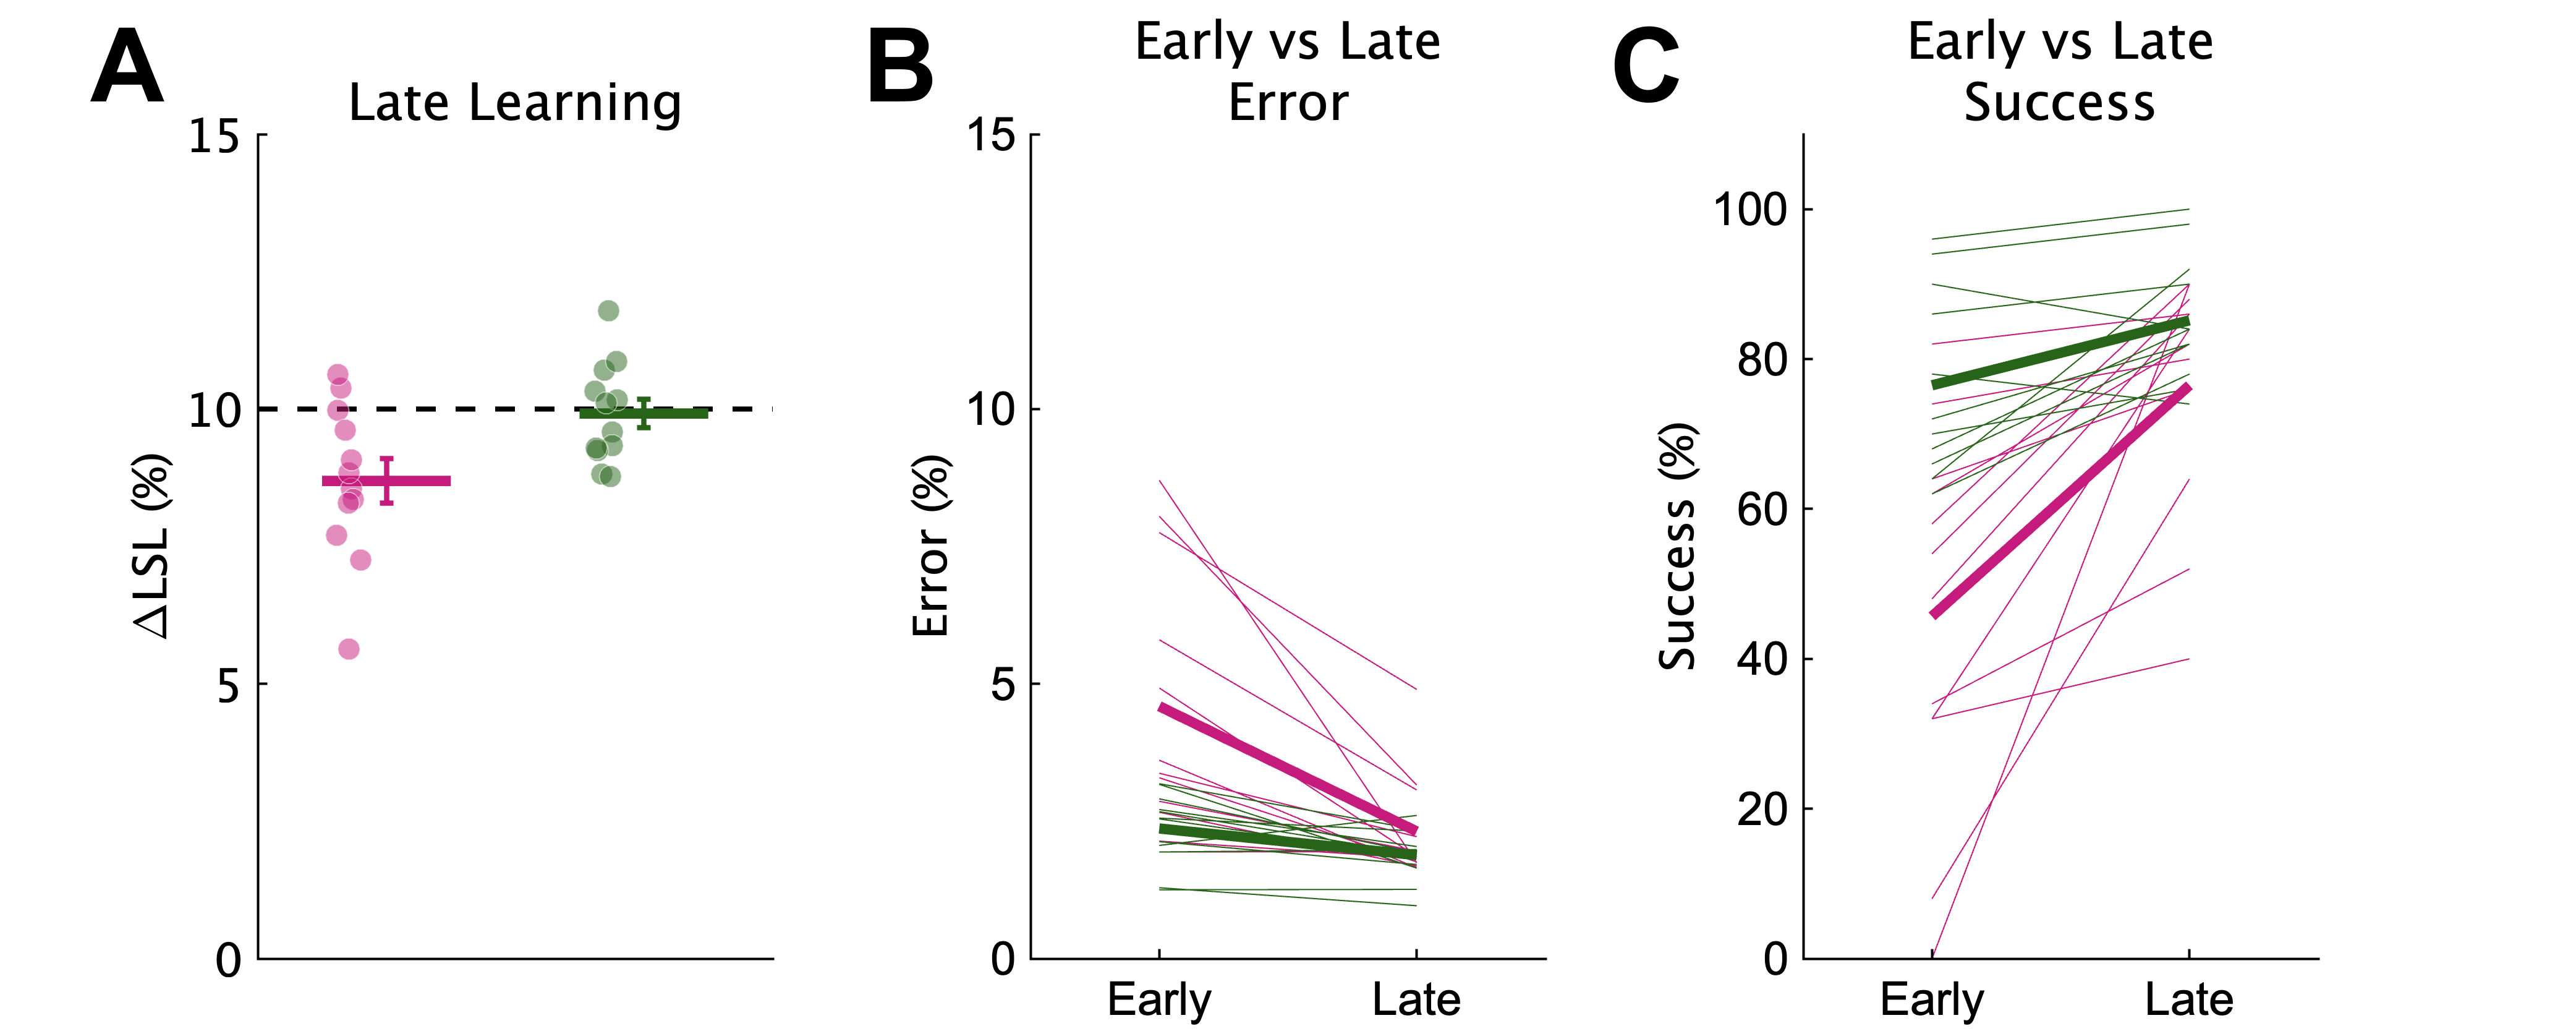 A
Late Learning
15
10
5
0
△LSL (%)
B
Early vs Late
Error
15
10
5
0
Error (%)
Early
Late
C
Early vs Late
Success
100
80
60
40
20
0
Success (%)
Early
Late